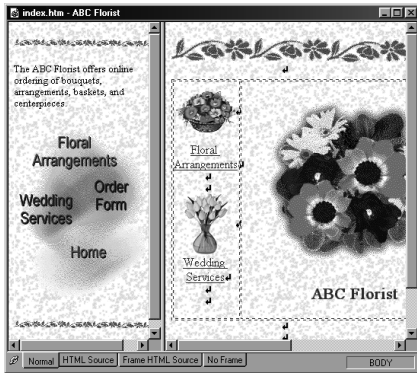 index.htm - ABC Florist
The ABC Florist offers online
ordering of bouquets,
arrangements, baskets, and
centerpieces.
Floral
Arrangements
Order
Form
Wedding
Services
Home
Floral
Arrangements
Wedding
Services
ABC Florist
Normal
HTML Source
Frame HTML Source
No Frame
BODY